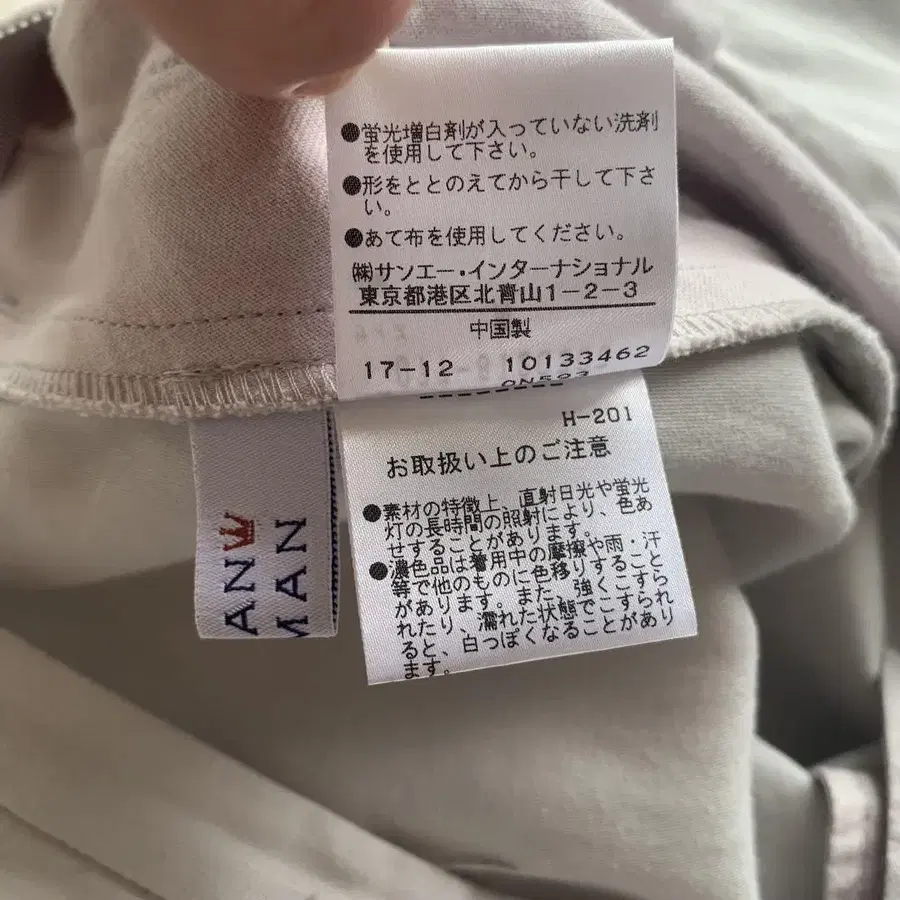 ●蛍光増白剤が入っていない洗剤
を使用して下さい。
●形をととのえてから干して下さ
い。
●あて布を使用してください。
㈱サンエー・インターナショナル
東京都港区北青山1-2-3
中国製
17-12 10133462
H-201
お取扱い上のご注意
●素材の特徴上、直射日光や蛍光
灯の長時間の照射により、色あ
せすることがあります。
●濃色品は着用中の摩擦や雨・汗
等で他のものに色移りすること
があります。また、強くこすら
れたり、濡れた状態でこすられ
ると、白っぽくなることがあり
ます。
AN
MAN